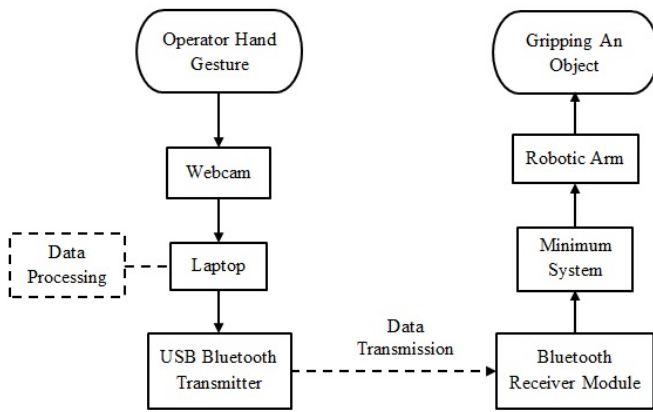 Operator Hand
Gesture
Webcam
Data
Processing
Laptop
USB Bluetooth
Transmitter
Data
Transmission
Bluetooth
Receiver Module
Minimum
System
Robotic Arm
Gripping An
Object